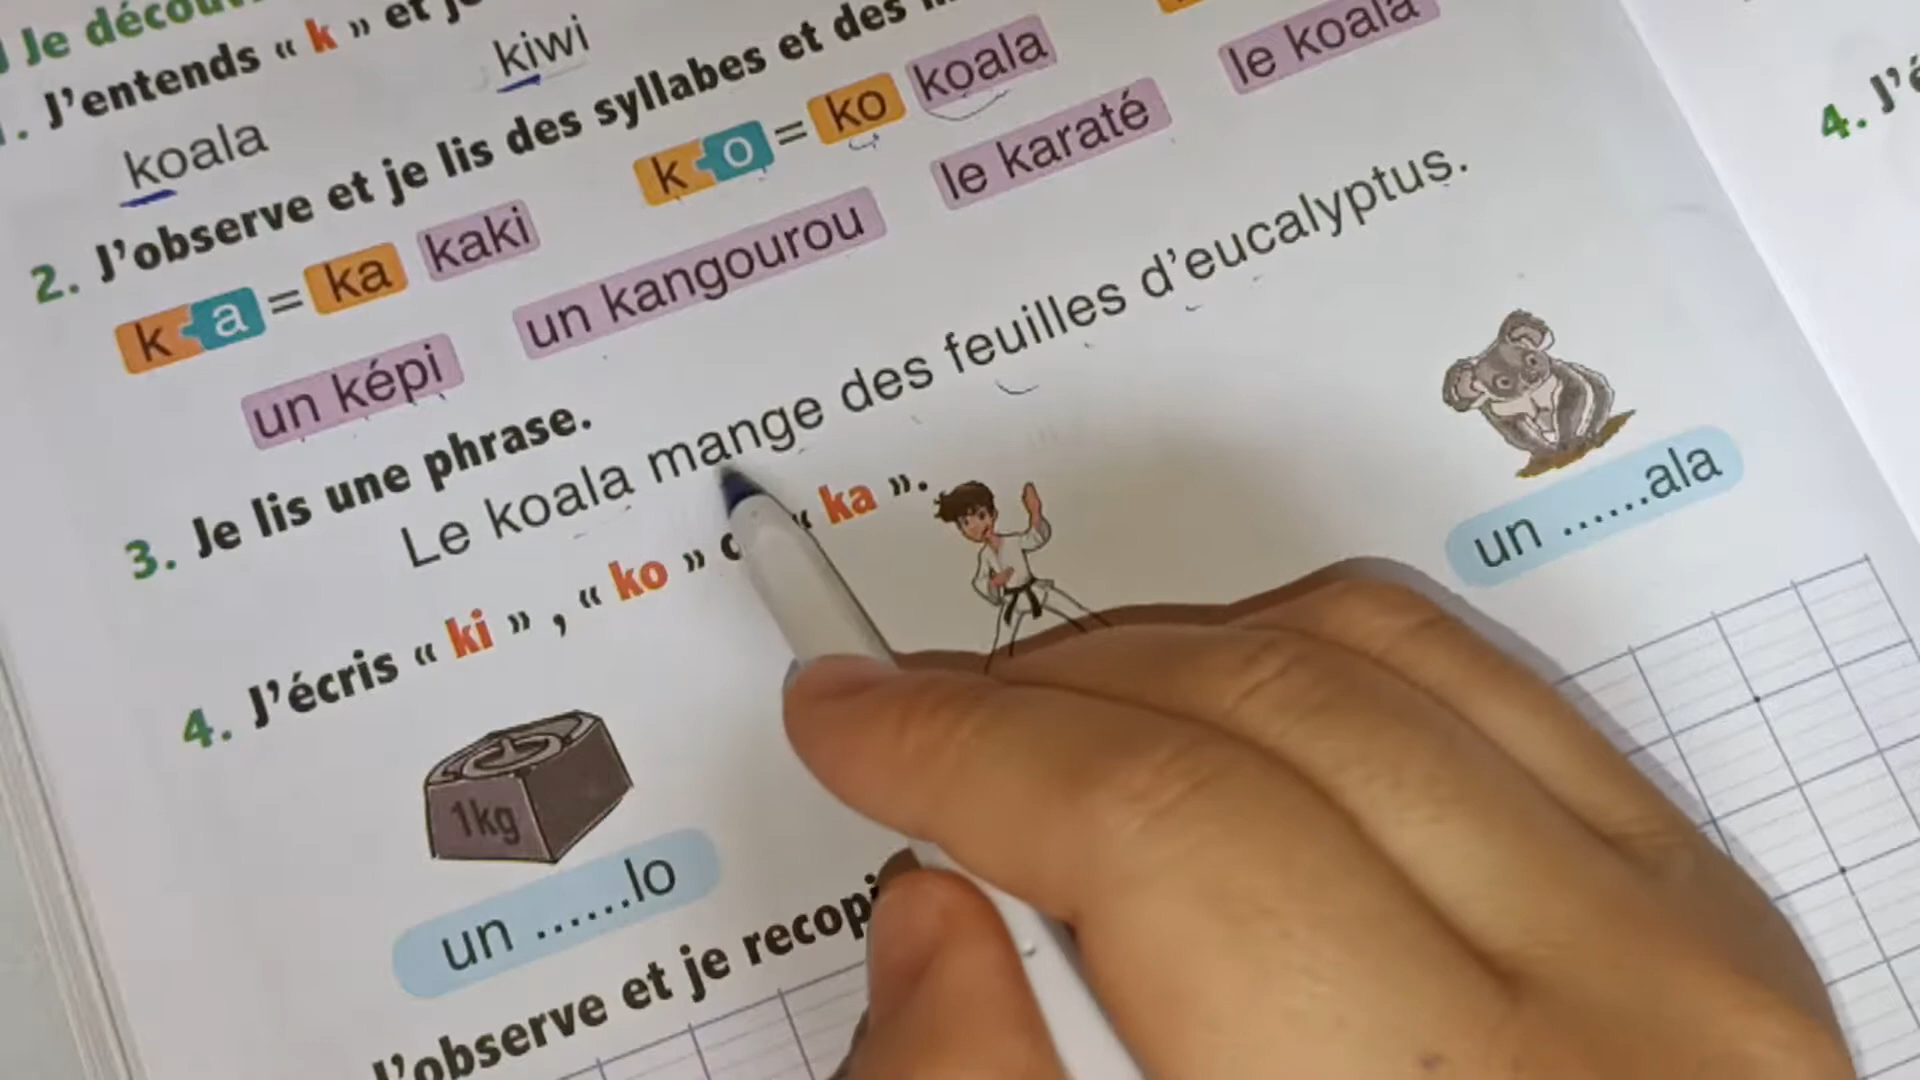 Je découv
1. J'entends « k » et je
koala kiwi
2. J'observe et je lis des syllabes et des
k a = ka kaki k o = ko koala
un képi un kangourou le karaté le koala
3. Je lis une phrase.
Le koala mange des feuilles d'eucalyptus.
4. J'écris « ki » , « ko » « ka ».
1kg
un ......lo
un ......ala
J'observe et je recopi
4. J'é